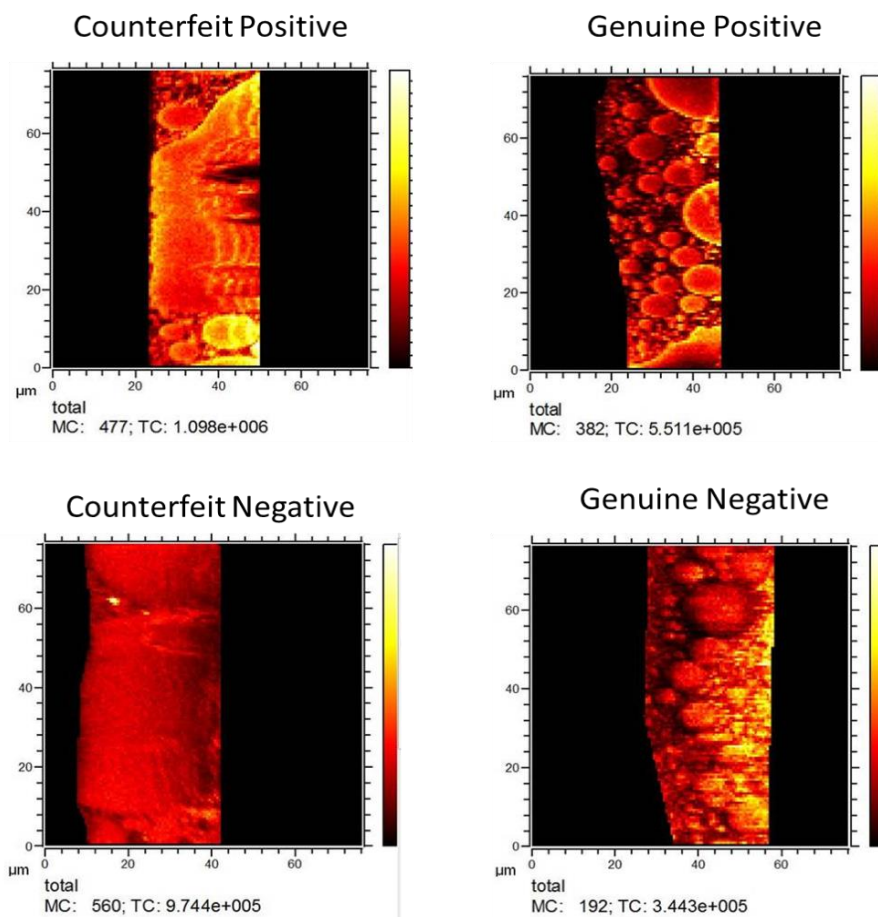 Counterfeit Positive
Genuine Positive
60
40
20
0
µm
0
20
40
60
total
MC: 477; TC: 1.098e+006
60
40
20
0
µm
0
20
40
60
total
MC: 382; TC: 5.511e+005
Counterfeit Negative
Genuine Negative
60
40
20
0
µm
0
20
40
60
total
MC: 560; TC: 9.744e+005
60
40
20
0
µm
0
20
40
60
total
MC: 192; TC: 3.443e+005